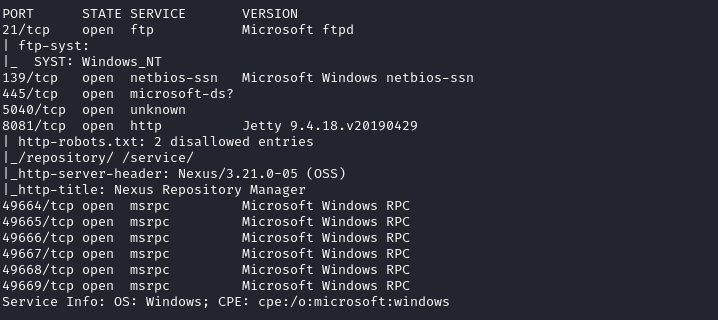 PORT      STATE SERVICE       VERSION
21/tcp    open  ftp           Microsoft ftpd
| ftp-syst:
|_  SYST: Windows_NT
139/tcp   open  netbios-ssn   Microsoft Windows netbios-ssn
445/tcp   open  microsoft-ds?
5040/tcp  open  unknown
8081/tcp  open  http          Jetty 9.4.18.v20190429
| http-robots.txt: 2 disallowed entries
|_/repository/ /service/
|_http-server-header: Nexus/3.21.0-05 (OSS)
|_http-title: Nexus Repository Manager
49664/tcp open  msrpc         Microsoft Windows RPC
49665/tcp open  msrpc         Microsoft Windows RPC
49666/tcp open  msrpc         Microsoft Windows RPC
49667/tcp open  msrpc         Microsoft Windows RPC
49668/tcp open  msrpc         Microsoft Windows RPC
49669/tcp open  msrpc         Microsoft Windows RPC
Service Info: OS: Windows; CPE: cpe:/o:microsoft:windows